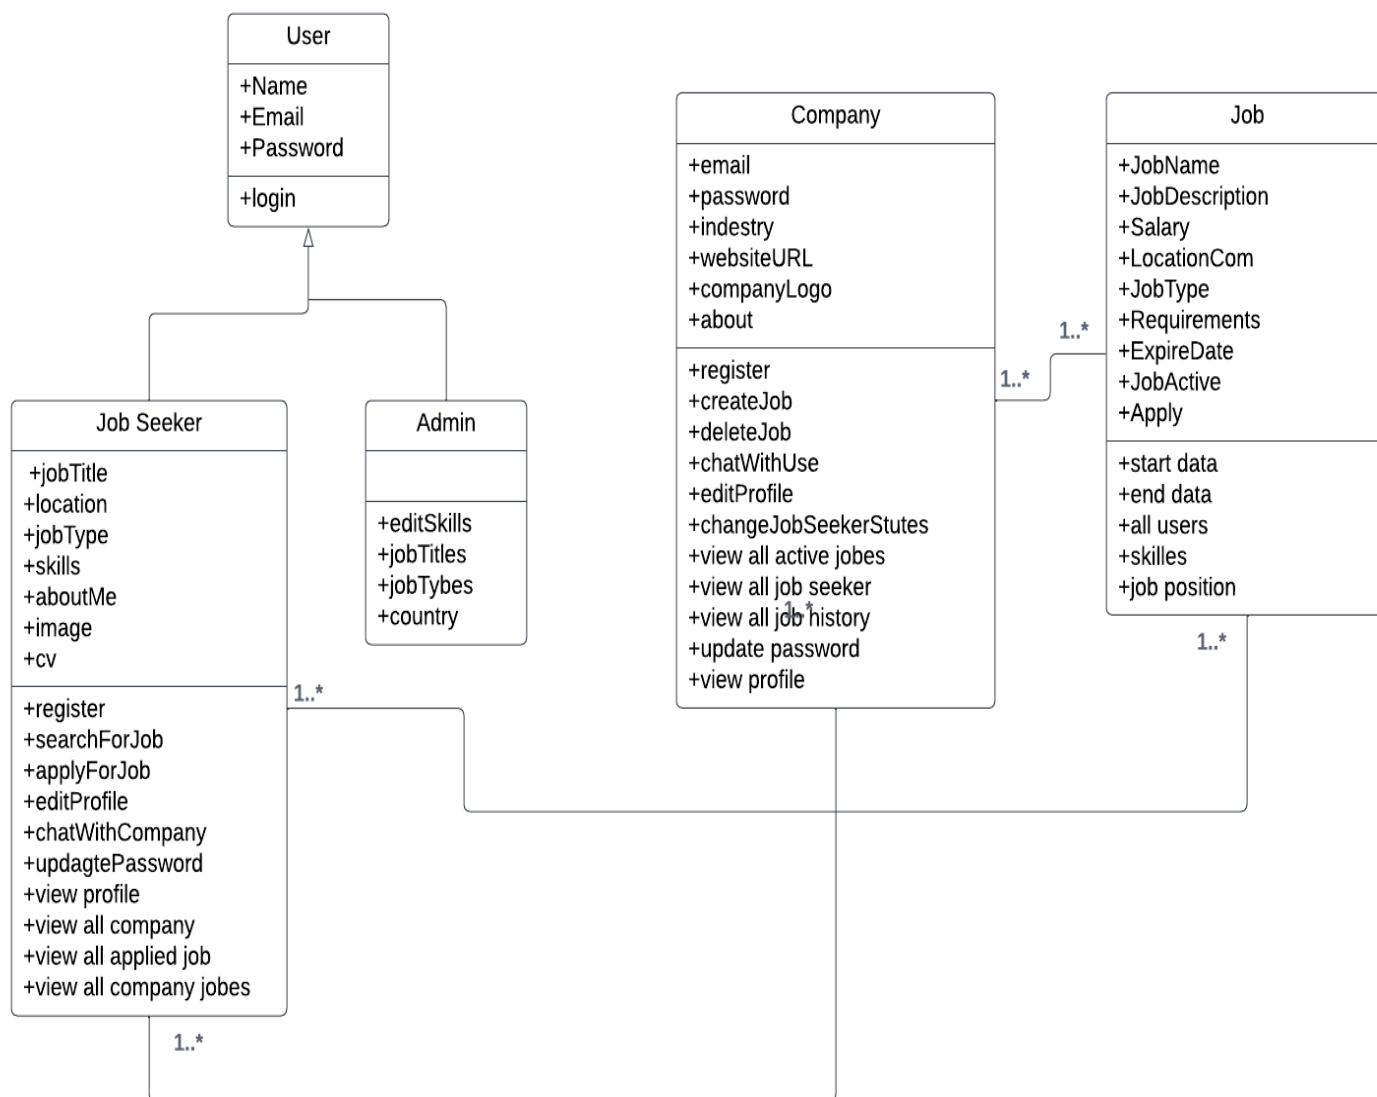 User
+Name
+Email
+Password
+login
Company
+email
+password
+indestry
+websiteURL
+companyLogo
+about
+register
+createJob
+deleteJob
+chatWithUse
+editProfile
+changeJobSeekerStutes
+view all active jobes
+view all job seeker
1..*
+view all job history
+update password
+view profile
1..*
1..*
Job
+JobName
+JobDescription
+Salary
+LocationCom
+JobType
+Requirements
+ExpireDate
+JobActive
+Apply
+start data
+end data
+all users
+skilles
+job position
1..*
Job Seeker
+jobTitle
+location
+jobType
+skills
+aboutMe
+image
+cv
+register
+searchForJob
+applyForJob
+editProfile
+chatWithCompany
+updagtePassword
+view profile
+view all company
+view all applied job
+view all company jobes
1..*
1..*
Admin
+editSkills
+jobTitles
+jobTybes
+country